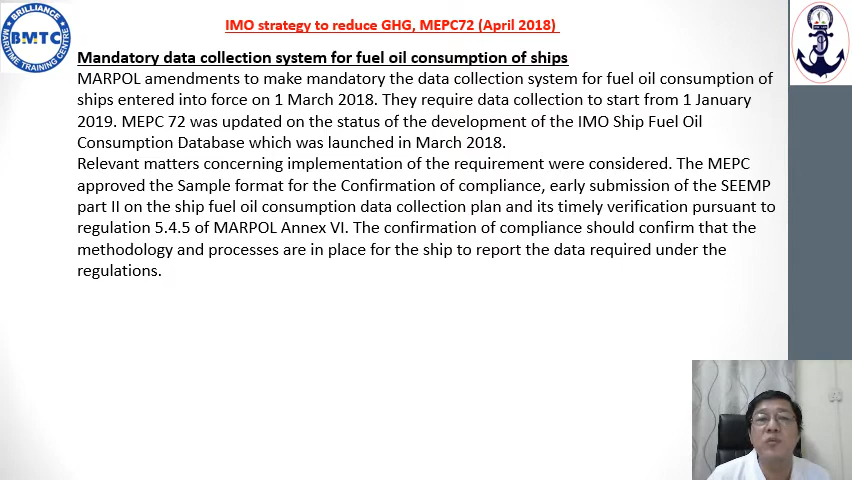 IMO strategy to reduce GHG, MEPC72 (April 2018)
BRILLIANCE
BMTC
MARITIME TRAINING CENTRE
Mandatory data collection system for fuel oil consumption of ships
MARPOL amendments to make mandatory the data collection system for fuel oil consumption of
ships entered into force on 1 March 2018. They require data collection to start from 1 January
2019. MEPC 72 was updated on the status of the development of the IMO Ship Fuel Oil
Consumption Database which was launched in March 2018.
Relevant matters concerning implementation of the requirement were considered. The MEPC
approved the Sample format for the Confirmation of compliance, early submission of the SEEMP
part II on the ship fuel oil consumption data collection plan and its timely verification pursuant to
regulation 5.4.5 of MARPOL Annex VI. The confirmation of compliance should confirm that the
methodology and processes are in place for the ship to report the data required under the
regulations.